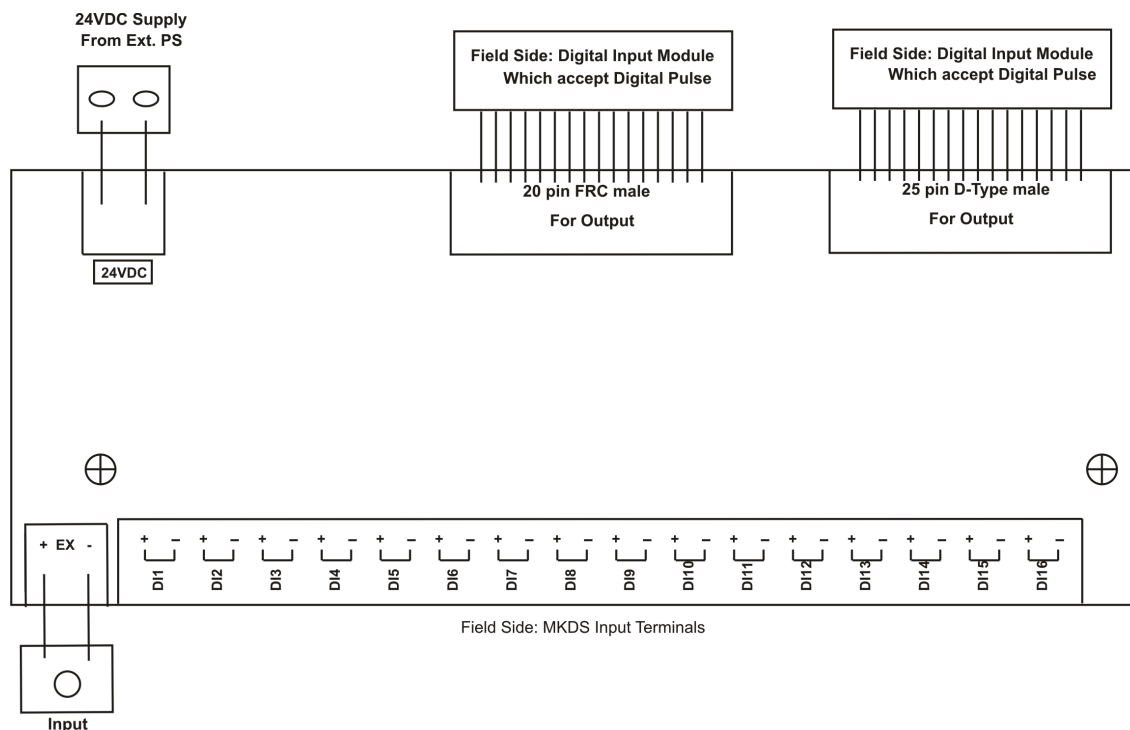 24VDC Supply
From Ext. PS
Field Side: Digital Input Module
Which accept Digital Pulse
Field Side: Digital Input Module
Which accept Digital Pulse
20 pin FRC male
For Output
25 pin D-Type male
For Output
24VDC
+ EX -
+ - + - + - + - + - + - + - + - + - + - + - + - + - + - + - + -
DI1 DI2 DI3 DI4 DI5 DI6 DI7 DI8 DI9 DI10 DI11 DI12 DI13 DI14 DI15 DI16
Field Side: MKDS Input Terminals
Input